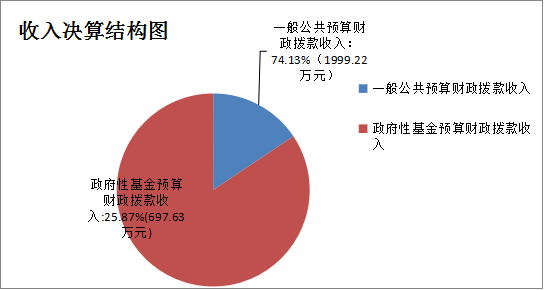 收入决算结构图
一般公共预算财
政拨款收入：
74.13%（1999.22
万元）
一般公共预算财政拨款收入
政府性基金预算财政拨款收
入
政府性基金预算
财政拨款收
入:25.87%(697.63
万元)